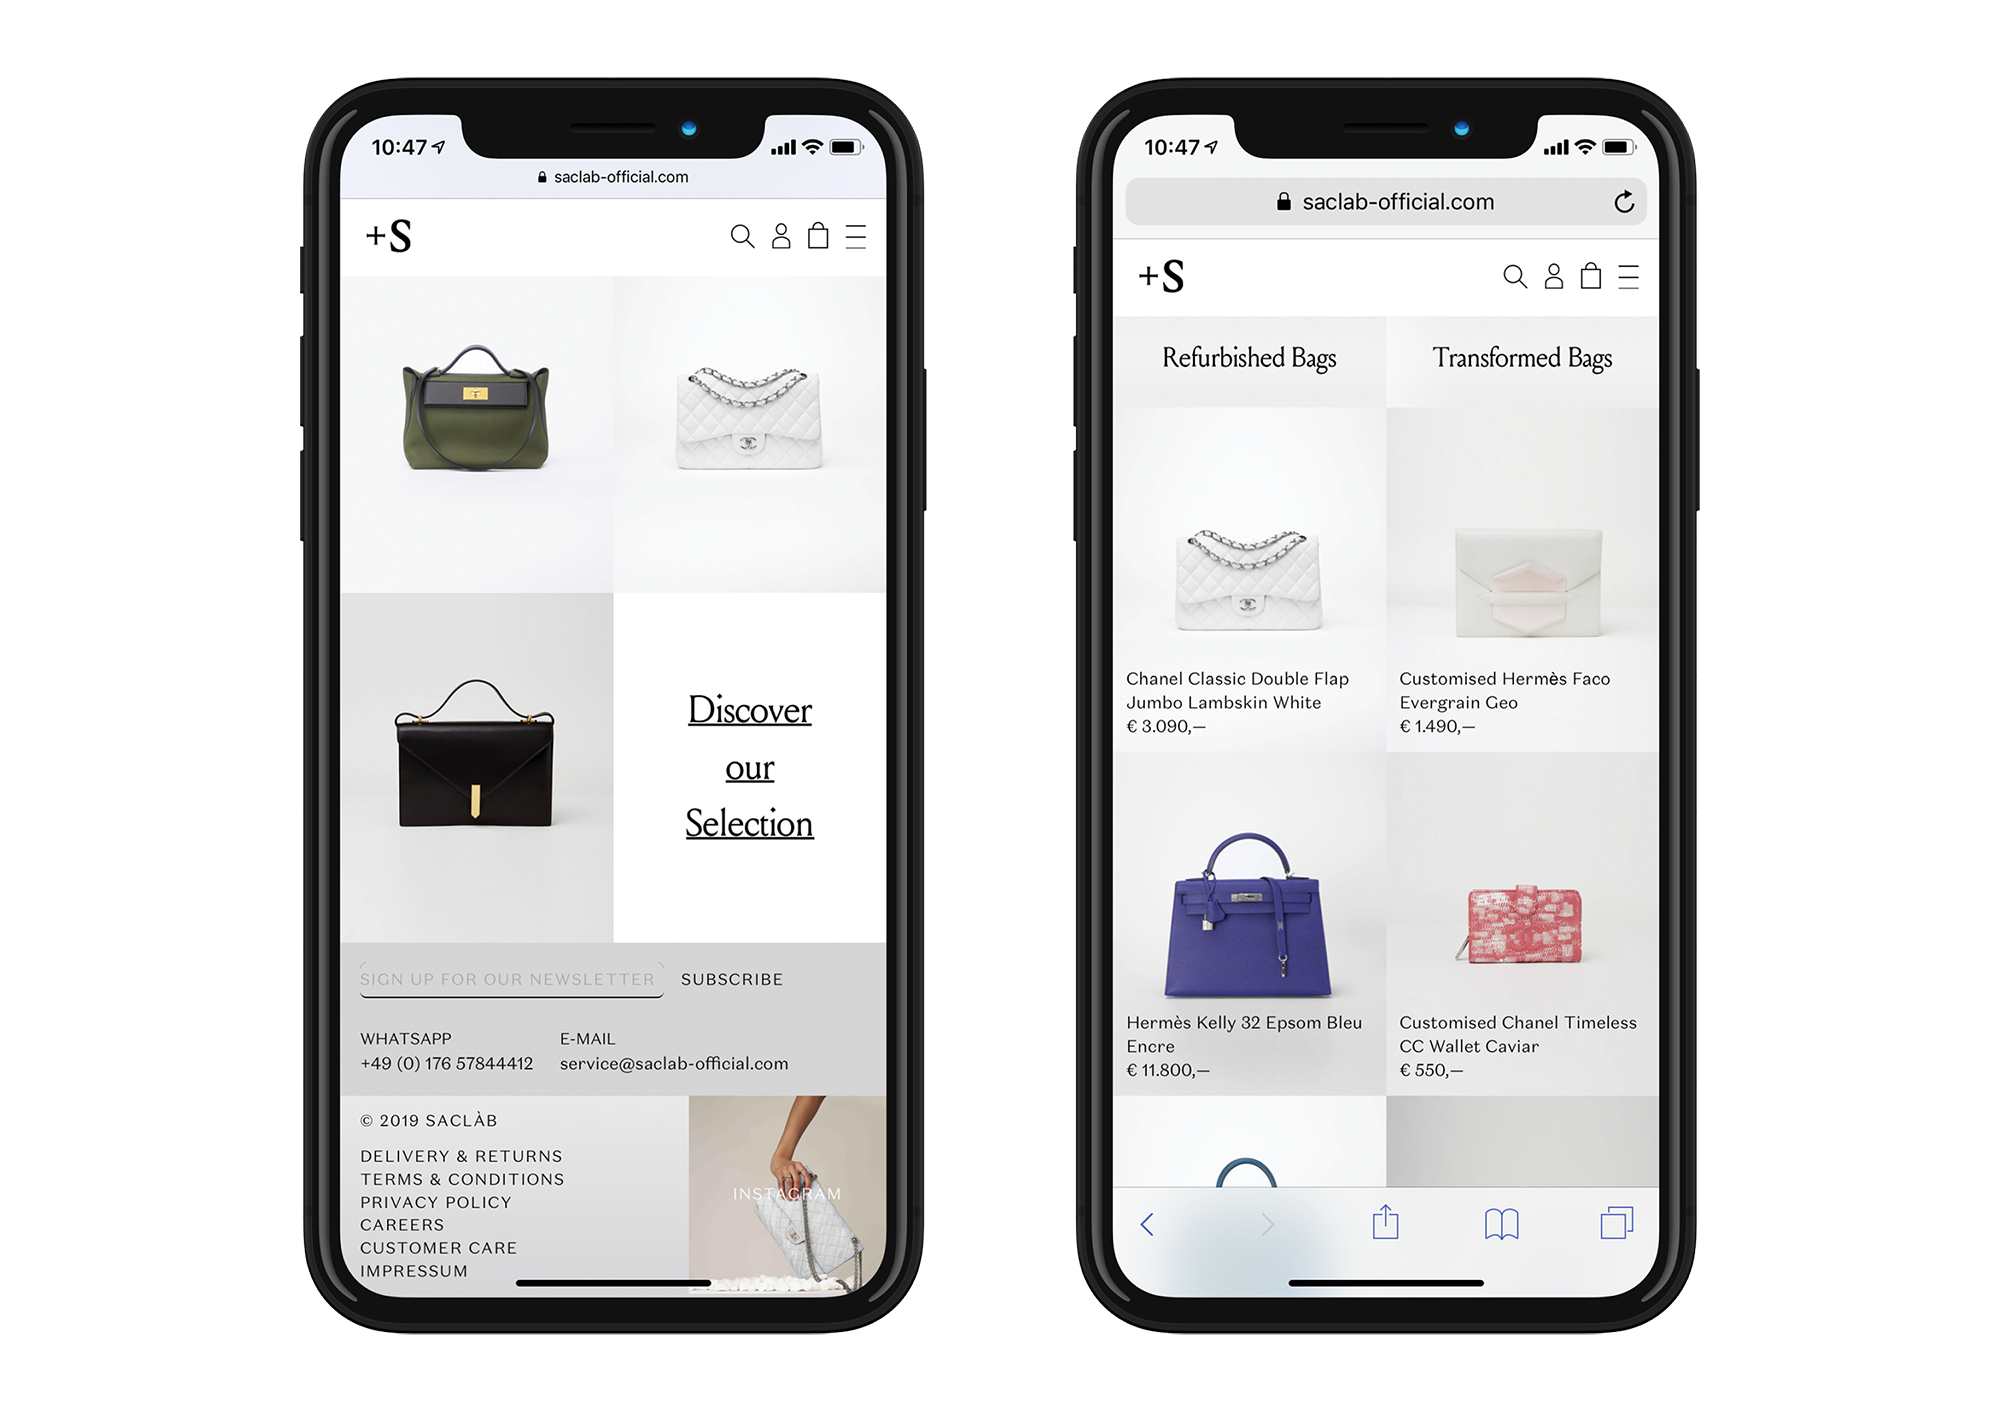 10:47
saclab-official.com
+S
Discover
our
Selection
SIGN UP FOR OUR NEWSLETTER SUBSCRIBE
WHATSAPP E-MAIL
+49 (0) 176 57844412 service@saclab-official.com
© 2019 SACLÀB
DELIVERY & RETURNS
TERMS & CONDITIONS
PRIVACY POLICY
CAREERS
CUSTOMER CARE
IMPRESSUM
INSTAGRAM
10:47
saclab-official.com
+S
Refurbished Bags Transformed Bags
Chanel Classic Double Flap
Jumbo Lambskin White
€ 3.090,—
Customised Hermès Faco
Evergrain Geo
€ 1.490,—
Hermès Kelly 32 Epsom Bleu
Encre
€ 11.800,—
Customised Chanel Timeless
CC Wallet Caviar
€ 550,—